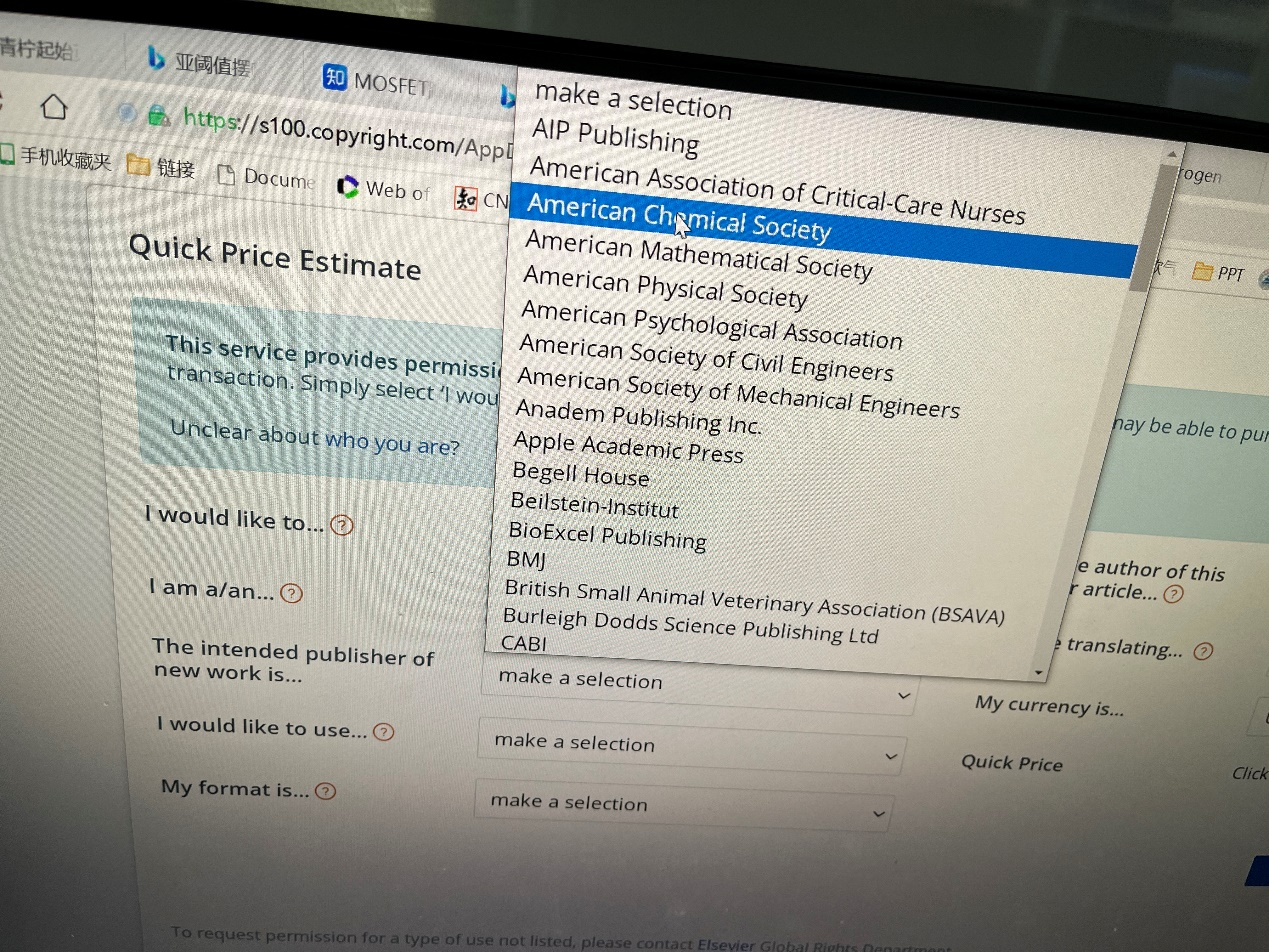 青柠起始
亚阈值摆
知 MOSFET
https://s100.copyright.com/App
手机收藏夹
链接
Docume
Web of
知 CN
rogen
PPT
make a selection
AIP Publishing
American Association of Critical-Care Nurses
American Chemical Society
American Mathematical Society
American Physical Society
American Psychological Association
American Society of Civil Engineers
American Society of Mechanical Engineers
Anadem Publishing Inc.
Apple Academic Press
Begell House
Beilstein-Institut
BioExcel Publishing
BMJ
British Small Animal Veterinary Association (BSAVA)
Burleigh Dodds Science Publishing Ltd
CABI
Quick Price Estimate
This service provides permissi
transaction. Simply select ‘I wou
may be able to pur
Unclear about who you are?
I would like to... ?
e author of this
r article... ?
I am a/an... ?
e translating... ?
The intended publisher of
new work is...
make a selection
My currency is...
I would like to use... ?
make a selection
Quick Price
Click
My format is... ?
make a selection
To request permission for a type of use not listed, please contact Elsevier Global Rights Department